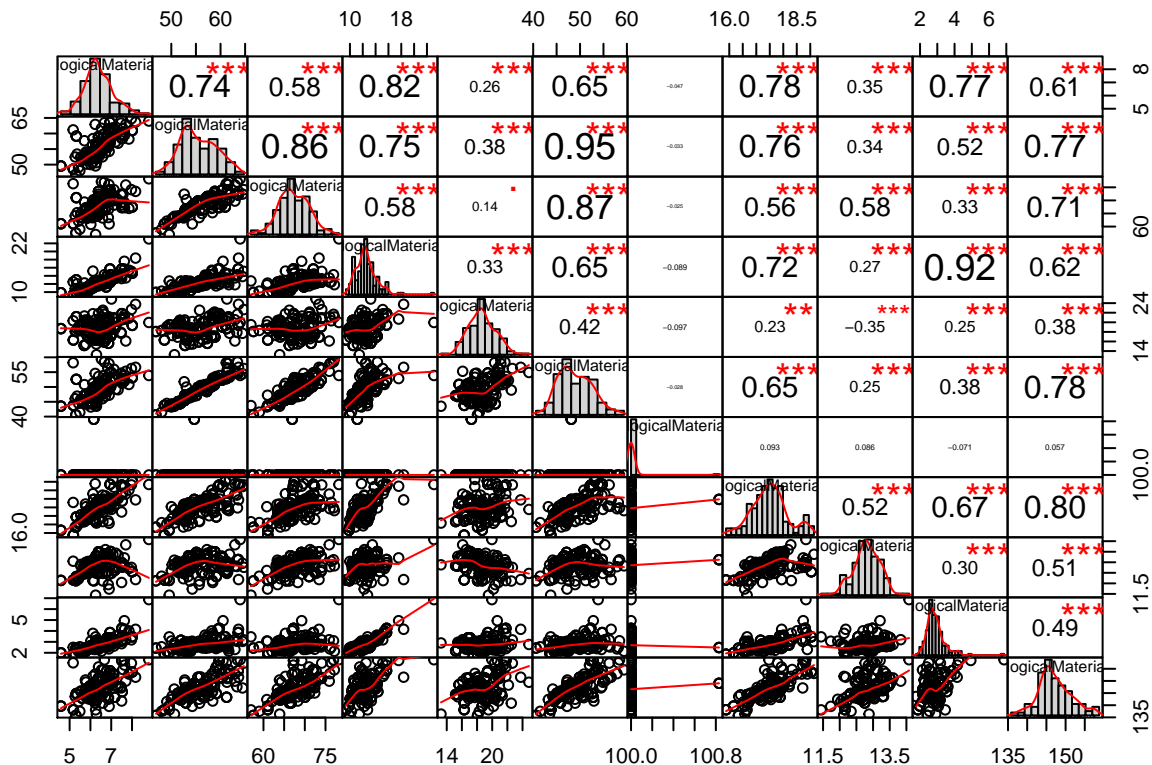 50 60 10 18 40 50 60 16.0 18.5 2 4 6
ogicalMateria 0.74 *** 0.58 *** 0.82 *** 0.26 *** 0.65 *** −0.047 0.78 *** 0.35 *** 0.77 *** 0.61 *** 5 8
50 65 ogicalMateria 0.86 *** 0.75 *** 0.38 *** 0.95 *** −0.033 0.76 *** 0.34 *** 0.52 *** 0.77 ***
ogicalMateria 0.58 *** 0.14 . 0.87 *** −0.025 0.56 *** 0.58 *** 0.33 *** 0.71 *** 60
10 22 ogicalMateria 0.33 *** 0.65 *** −0.089 0.72 *** 0.27 *** 0.92 *** 0.62 ***
ogicalMateria 0.42 *** −0.097 0.23 ** −0.35 *** 0.25 *** 0.38 *** 14 24
40 55 ogicalMateria −0.028 0.65 *** 0.25 *** 0.38 *** 0.78 ***
ogicalMateria 0.093 0.086 −0.071 0.057 100.0
16.0 ogicalMateria 0.52 *** 0.67 *** 0.80 ***
ogicalMateria 0.30 *** 0.51 *** 11.5
2 5 ogicalMateria 0.49 ***
ogicalMateria 135
5 7 60 75 14 20 100.0 100.8 11.5 13.5 135 150